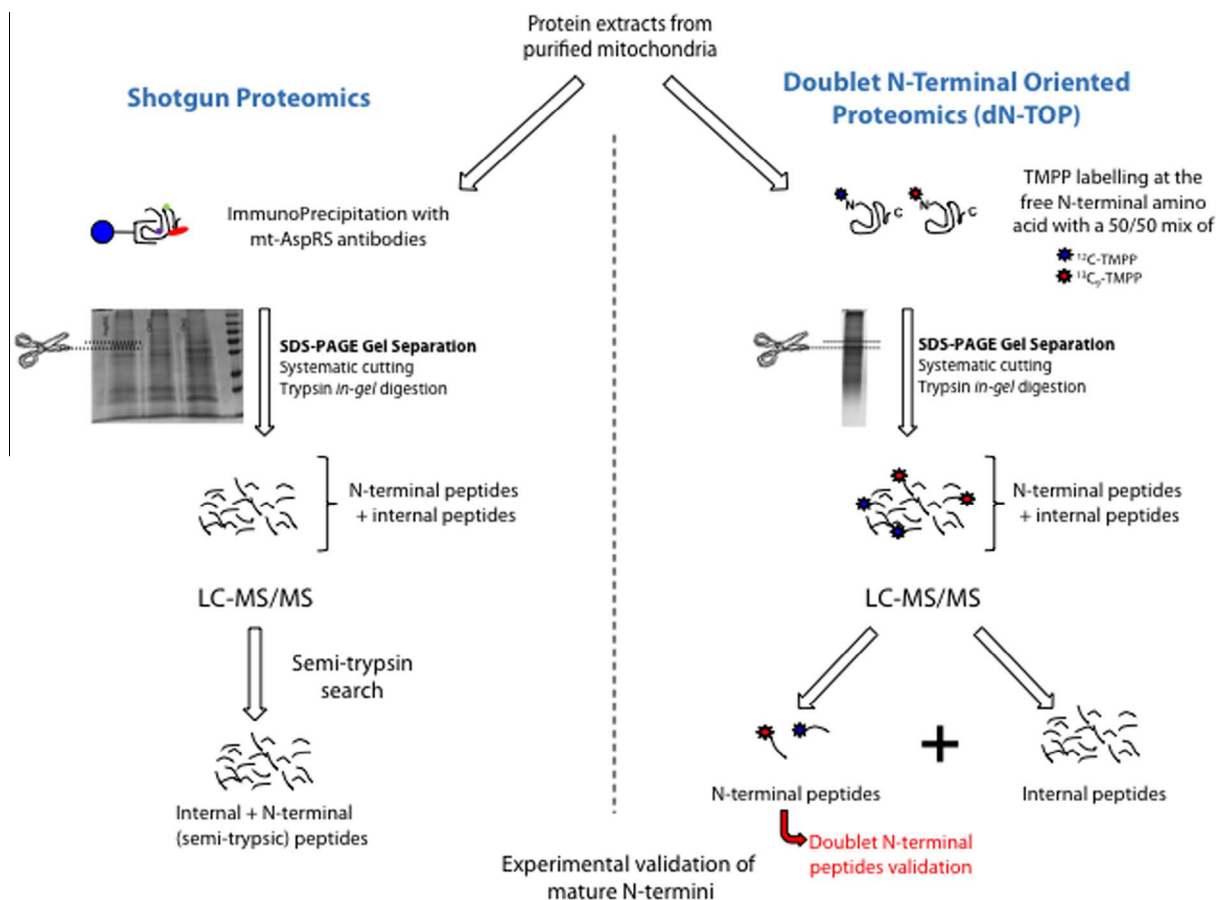 Protein extracts from
purified mitochondria
Shotgun Proteomics
ImmunoPrecipitation with
mt-AspRS antibodies
SDS-PAGE Gel Separation
Systematic cutting
Trypsin in-gel digestion
N-terminal peptides
+ internal peptides
LC-MS/MS
Semi-trypsin
search
Internal + N-terminal
(semi-trypsic) peptides
Doublet N-Terminal Oriented
Proteomics (dN-TOP)
N C N C
TMPP labelling at the
free N-terminal amino
acid with a 50/50 mix of
¹²C-TMPP
¹³C₉-TMPP
SDS-PAGE Gel Separation
Systematic cutting
Trypsin in-gel digestion
N-terminal peptides
+ internal peptides
LC-MS/MS
+
N-terminal peptides
Internal peptides
Doublet N-terminal
peptides validation
Experimental validation of
mature N-termini